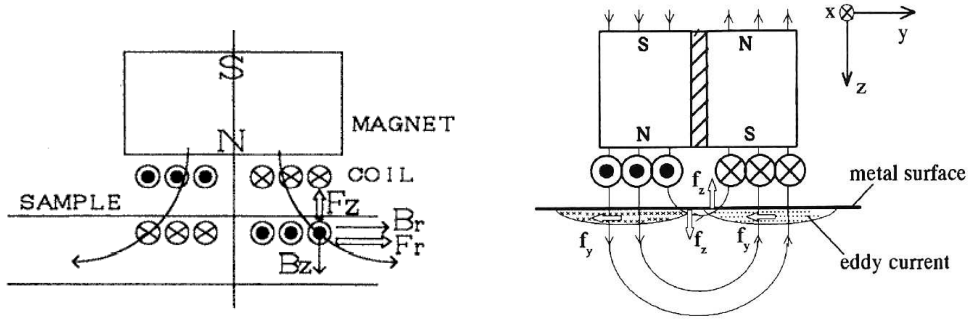 S
N
MAGNET
COIL
SAMPLE
Fz
Br
Fr
Bz
x
y
z
S N
N S
fz
metal surface
fy fz fy
eddy current